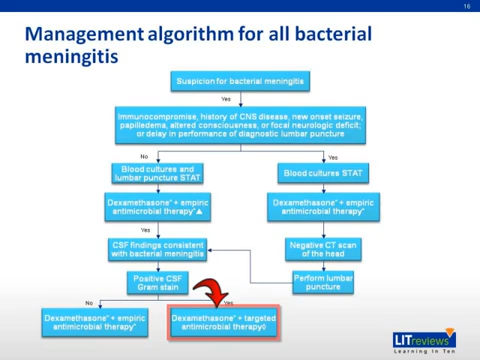 16
Management algorithm for all bacterial
meningitis
Suspicion for bacterial meningitis
Yes
Immunocompromise, history of CNS disease, new onset seizure,
papilledema, altered consciousness, or focal neurologic deficit;
or delay in performance of diagnostic lumbar puncture
No
Yes
Blood cultures and
lumbar puncture STAT
Blood cultures STAT
Dexamethasone* + empiric
antimicrobial therapy*▲
Dexamethasone* + empiric
antimicrobial therapy*
Yes
CSF findings consistent
with bacterial meningitis
Negative CT scan
of the head
Positive CSF
Gram stain
Perform lumbar
puncture
No
Yes
Dexamethasone* + empiric
antimicrobial therapy*
Dexamethasone* + targeted
antimicrobial therapy◊
LITreviews
Learning in Ten